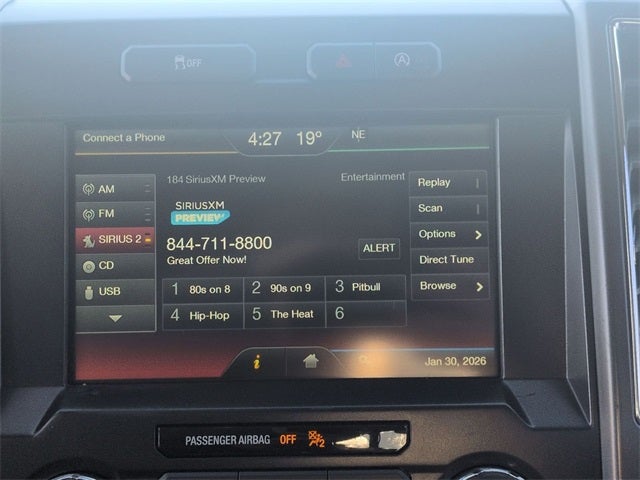 OFF
A
Connect a Phone 4:27 19° NE
184 SiriusXM Preview Entertainment
AM
FM
SIRIUS 2
CD
USB
SIRIUSXM
PREVIEW
844-711-8800
Great Offer Now!
ALERT
1 80s on 8 2 90s on 9 3 Pitbull
4 Hip-Hop 5 The Heat 6
Replay
Scan
Options
Direct Tune
Browse
i
Jan 30, 2026
PASSENGER AIRBAG OFF 2